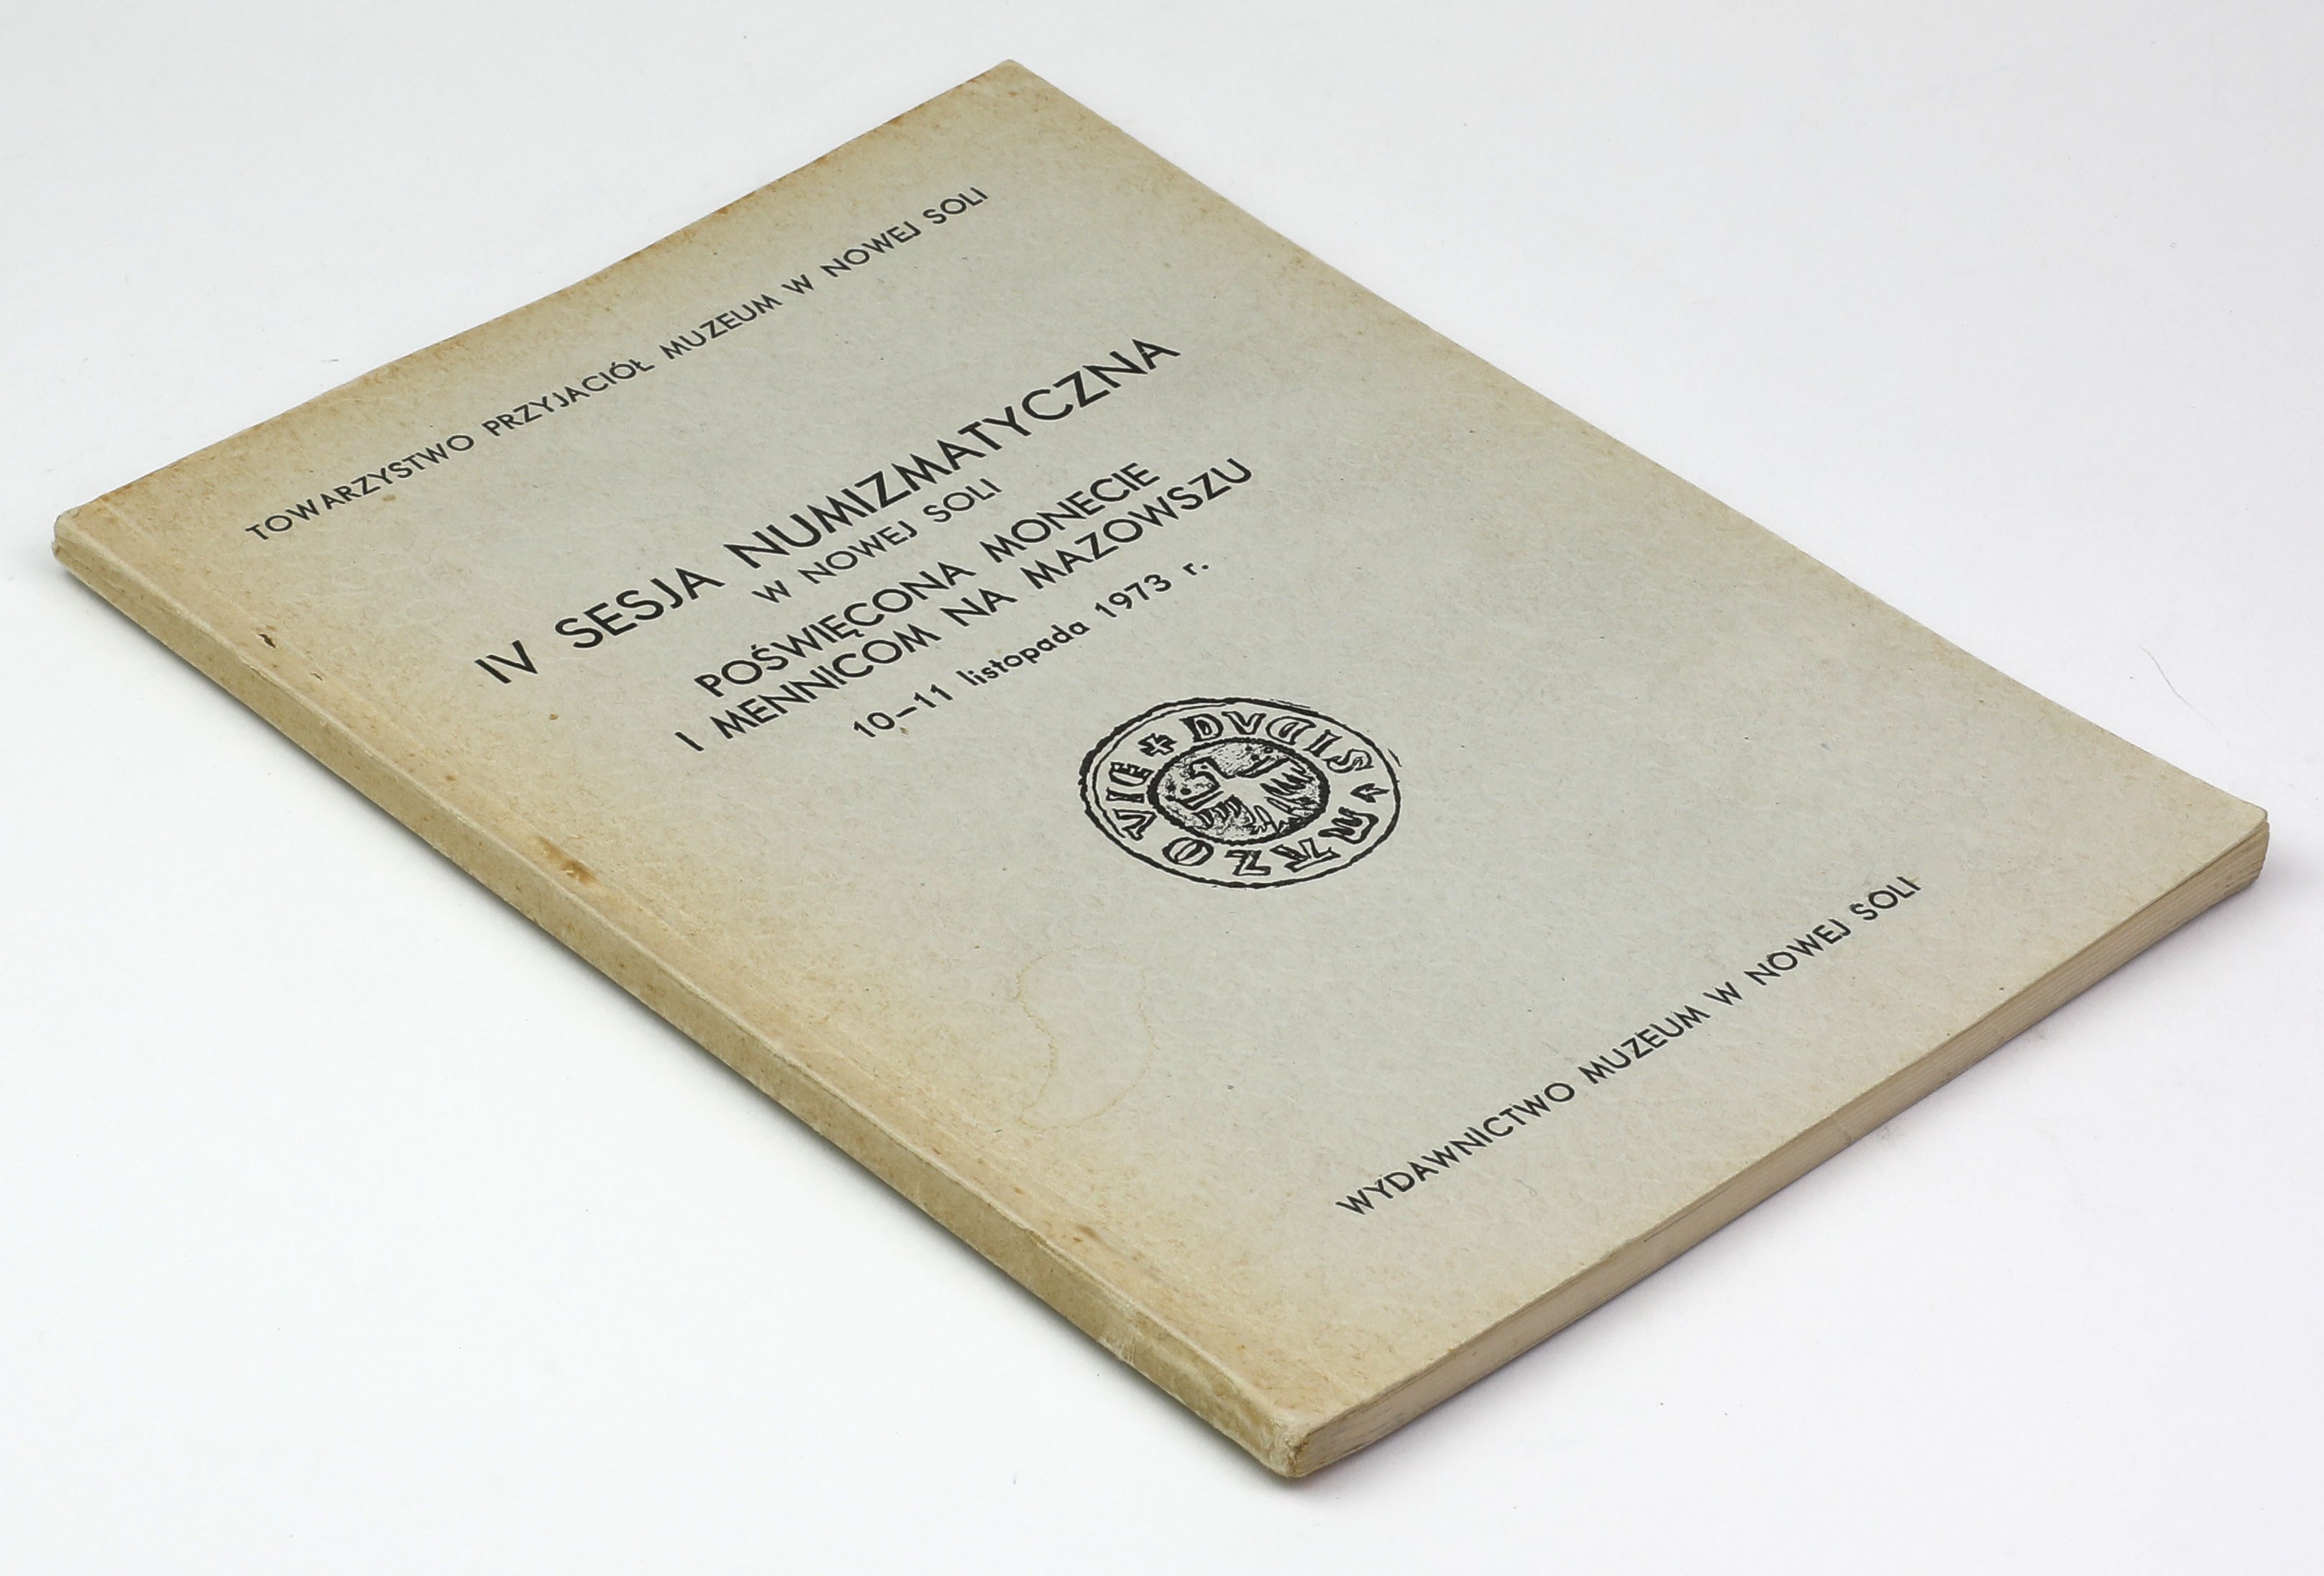 TOWARZYSTWO PRZYJACIÓŁ MUZEUM W NOWEJ SOLI
IV SESJA NUMIZMATYCZNA
W NOWEJ SOLI
POŚWIĘCONA MONECIE
I MENNICOM NA MAZOWSZU
10–11 listopada 1973 r.
WYDAWNICTWO MUZEUM W NOWEJ SOLI